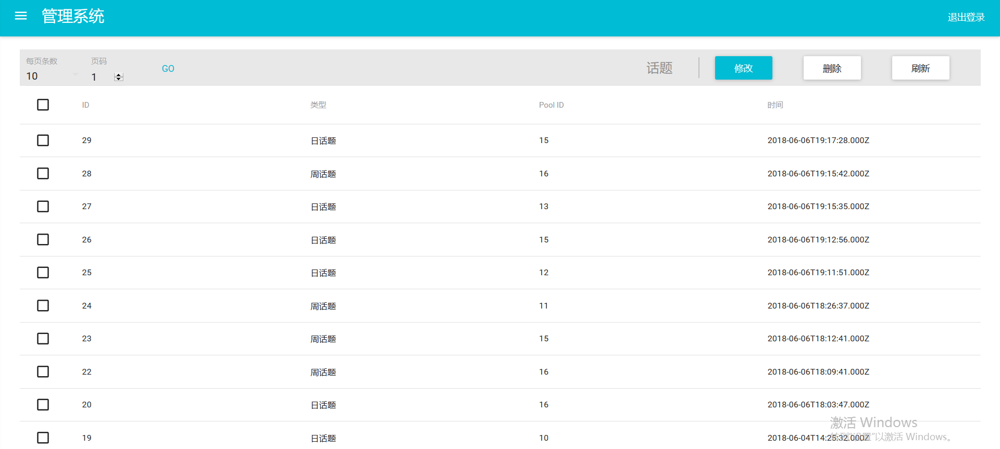 管理系统
退出登录
每页条数 页码
10 1 GO 话题 修改 删除 刷新
ID 类型 Pool ID 时间
29 日话题 15 2018-06-06T19:17:28.000Z
28 周话题 16 2018-06-06T19:15:42.000Z
27 日话题 13 2018-06-06T19:15:35.000Z
26 日话题 15 2018-06-06T19:12:56.000Z
25 日话题 12 2018-06-06T19:11:51.000Z
24 周话题 11 2018-06-06T18:26:37.000Z
23 周话题 15 2018-06-06T18:12:41.000Z
22 周话题 16 2018-06-06T18:09:41.000Z
20 日话题 16 2018-06-06T18:03:47.000Z
激活 Windows
19 日话题 10 2018-06-04T14:25:32.000Z
转到"设置"以激活 Windows。